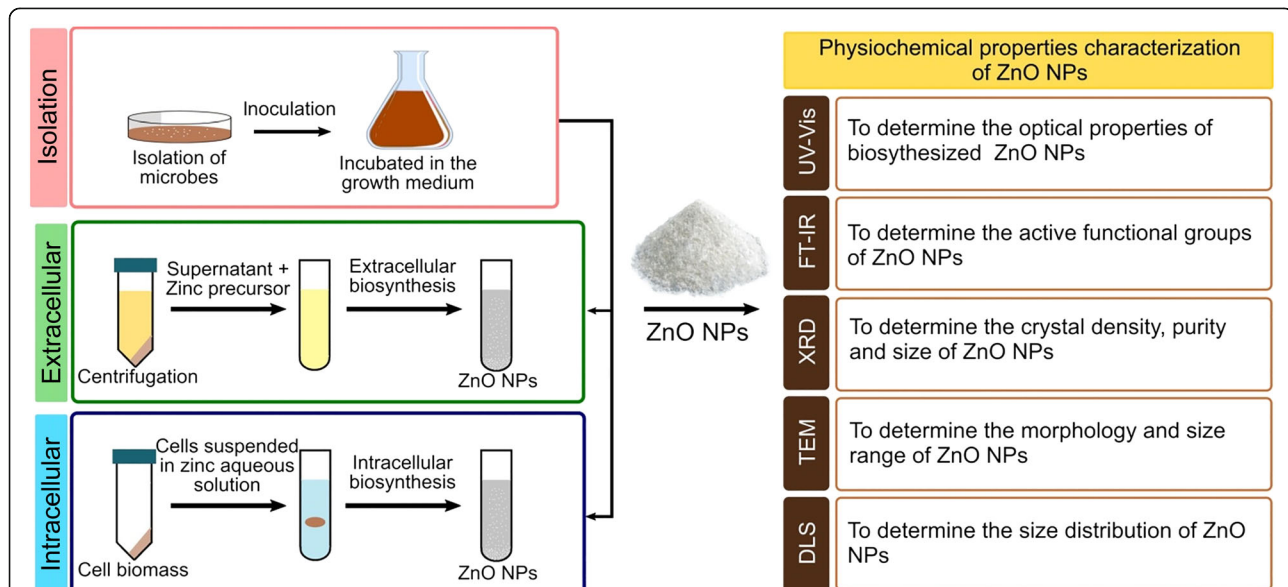 Isolation
Inoculation
Isolation of
microbes
Incubated in the
growth medium
Extracellular
Supernatant +
Zinc precursor
Extracellular
biosynthesis
Centrifugation
ZnO NPs
Intracellular
Cells suspended
in zinc aqueous
solution
Intracellular
biosynthesis
Cell biomass
ZnO NPs
ZnO NPs
Physiochemical properties characterization
of ZnO NPs
UV-Vis
To determine the optical properties of
biosythesized ZnO NPs
FT-IR
To determine the active functional groups
of ZnO NPs
XRD
To determine the crystal density, purity
and size of ZnO NPs
TEM
To determine the morphology and size
range of ZnO NPs
DLS
To determine the size distribution of ZnO
NPs